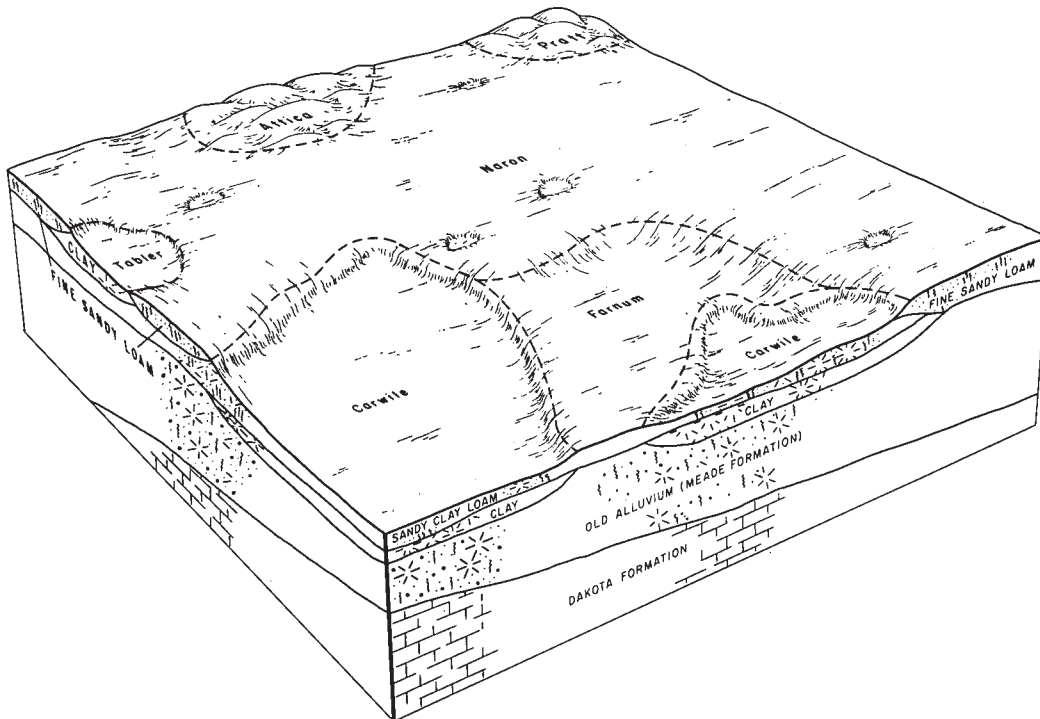 Pratt
Attica
Naron
Tabler
CLAY
FINE SANDY LOAM
Farnum
FINE SANDY LOAM
Carwile
Carwile
CLAY
OLD ALLUVIUM (MEADE FORMATION)
SANDY CLAY LOAM
CLAY
DAKOTA FORMATION